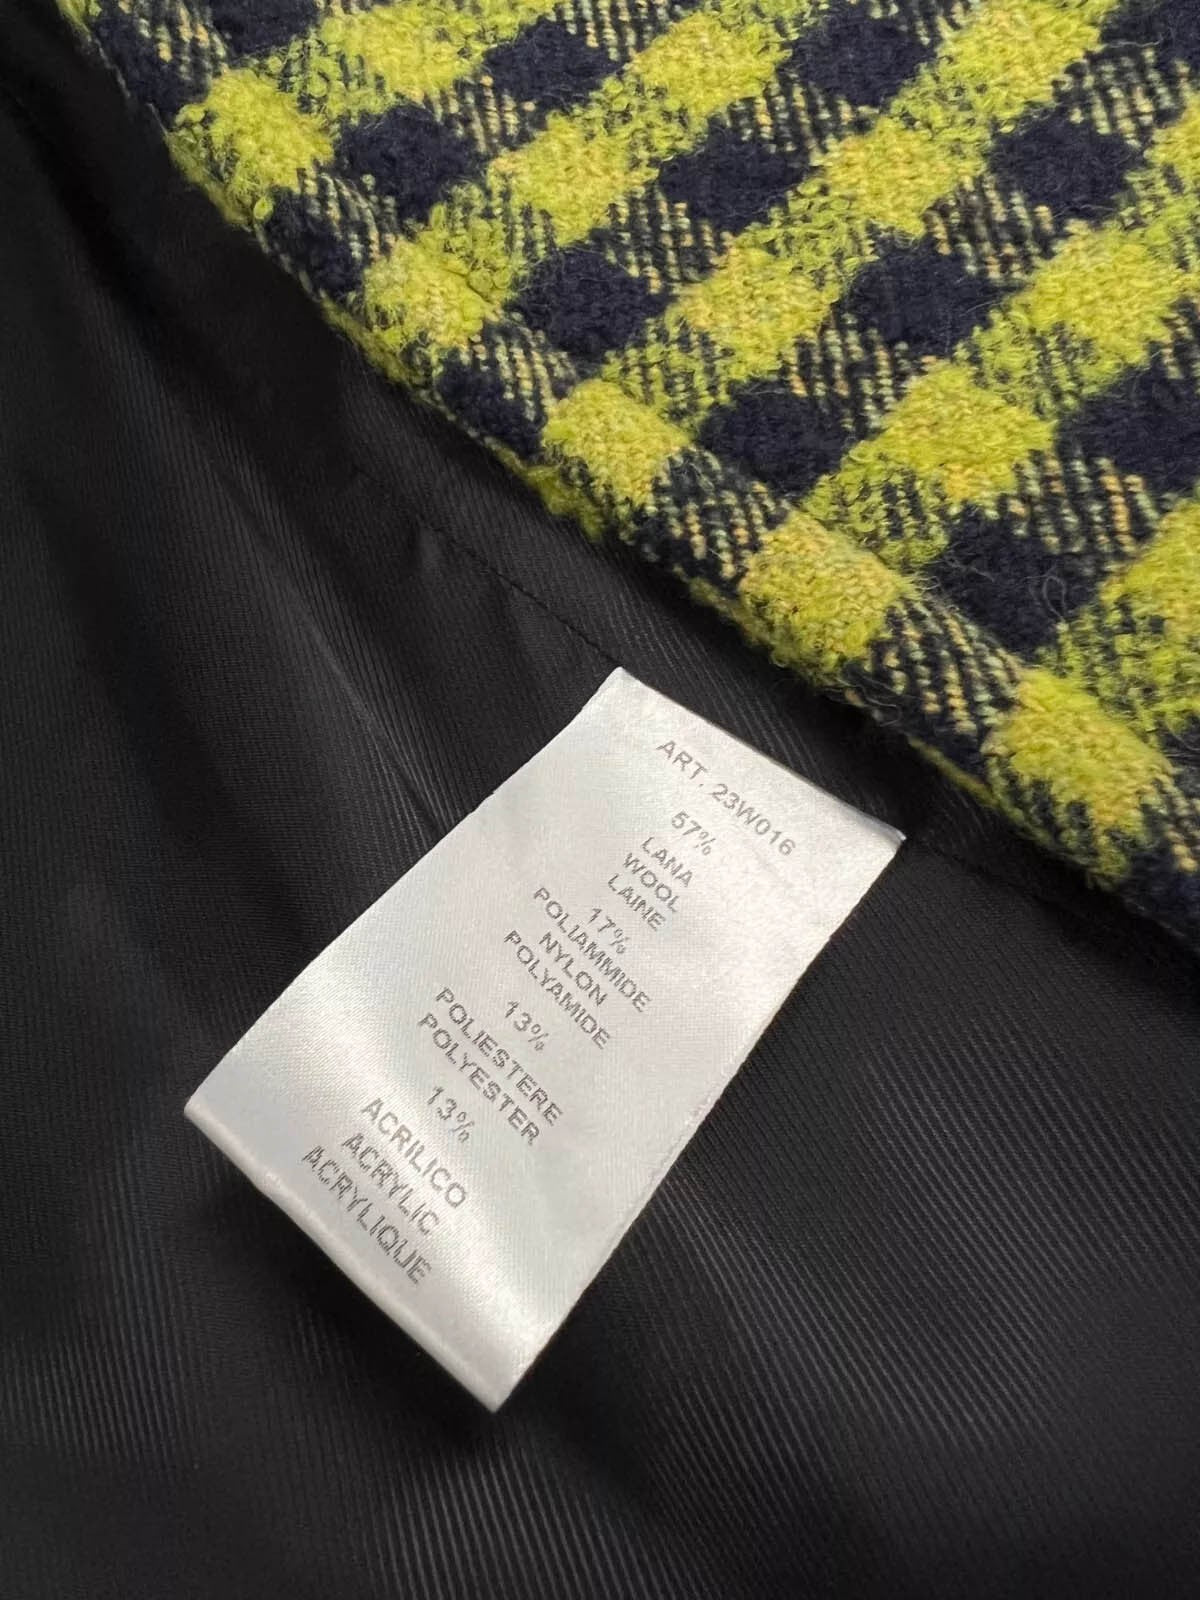 ART. 23W016
57%
LANA
WOOL
LAINE
17%
POLIAMMIDE
NYLON
POLYAMIDE
13%
POLIESTERE
POLYESTER
13%
ACRILICO
ACRYLIC
ACRYLIQUE